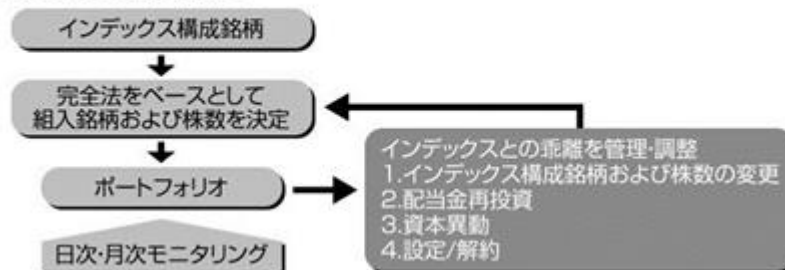 インデックス構成銘柄
完全法をベースとして
組入銘柄および株数を決定
ポートフォリオ
日次・月次モニタリング
インデックスとの乖離を管理・調整
1.インデックス構成銘柄および株数の変更
2.配当金再投資
3.資本異動
4.設定/解約